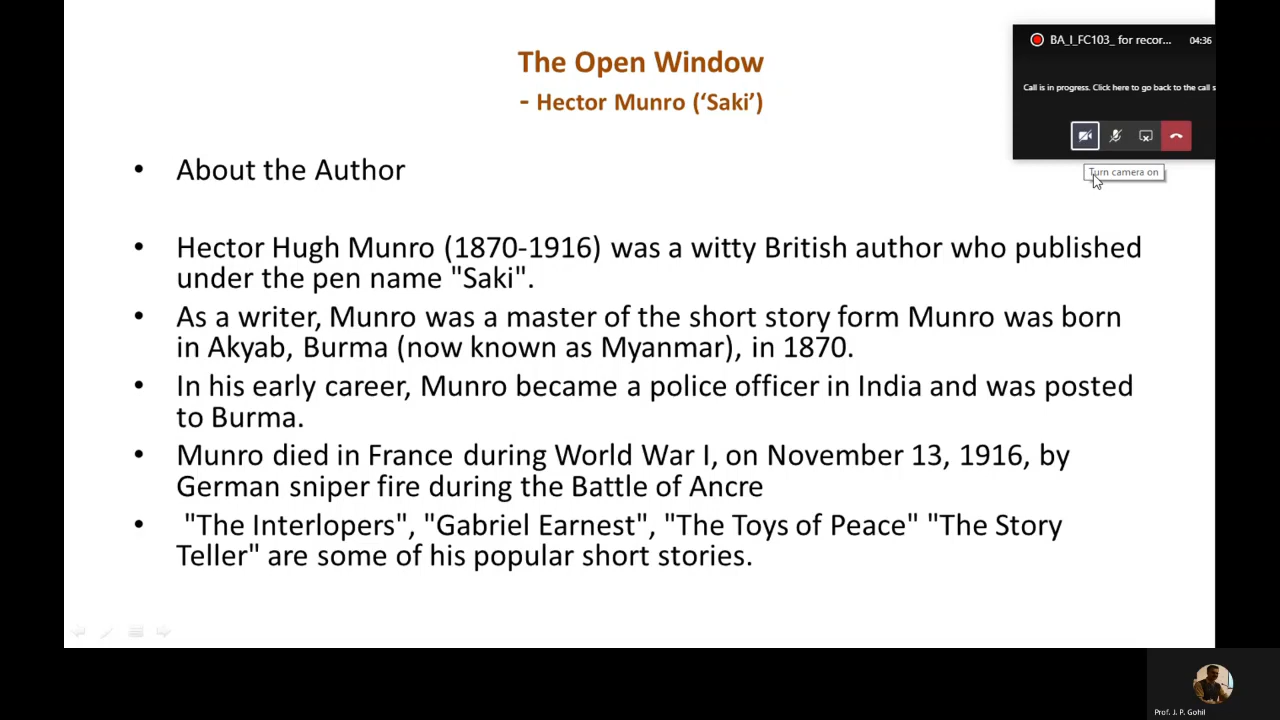 The Open Window
- Hector Munro (‘Saki’)
BA_I_FC103_ for recor... 04:36
Call is in progress. Click here to go back to the call s
Turn camera on
• About the Author
• Hector Hugh Munro (1870-1916) was a witty British author who published
under the pen name "Saki".
• As a writer, Munro was a master of the short story form Munro was born
in Akyab, Burma (now known as Myanmar), in 1870.
• In his early career, Munro became a police officer in India and was posted
to Burma.
• Munro died in France during World War I, on November 13, 1916, by
German sniper fire during the Battle of Ancre
• "The Interlopers", "Gabriel Earnest", "The Toys of Peace" "The Story
Teller" are some of his popular short stories.
Prof. J. P. Gohil